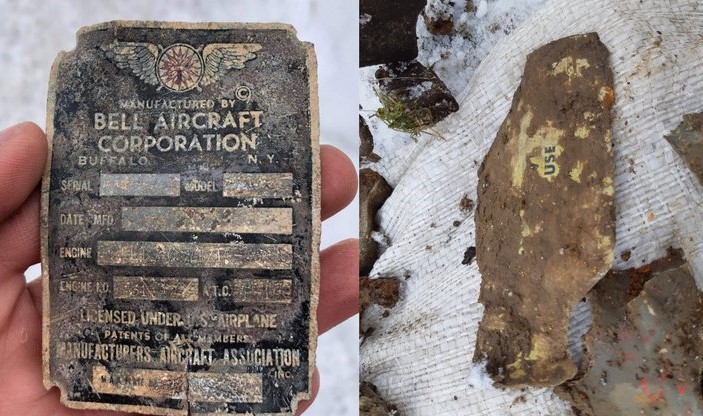 ©
MANUFACTURED BY
BELL AIRCRAFT
CORPORATION
BUFFALO N.Y.
SERIAL MODEL
DATE MFD
ENGINE
ENGINE I.D.
LICENSED UNDER AIRPLANE
PATENTS OF ALL MEMBERS
MANUFACTURERS AIRCRAFT ASSOCIATION
INC.
USE